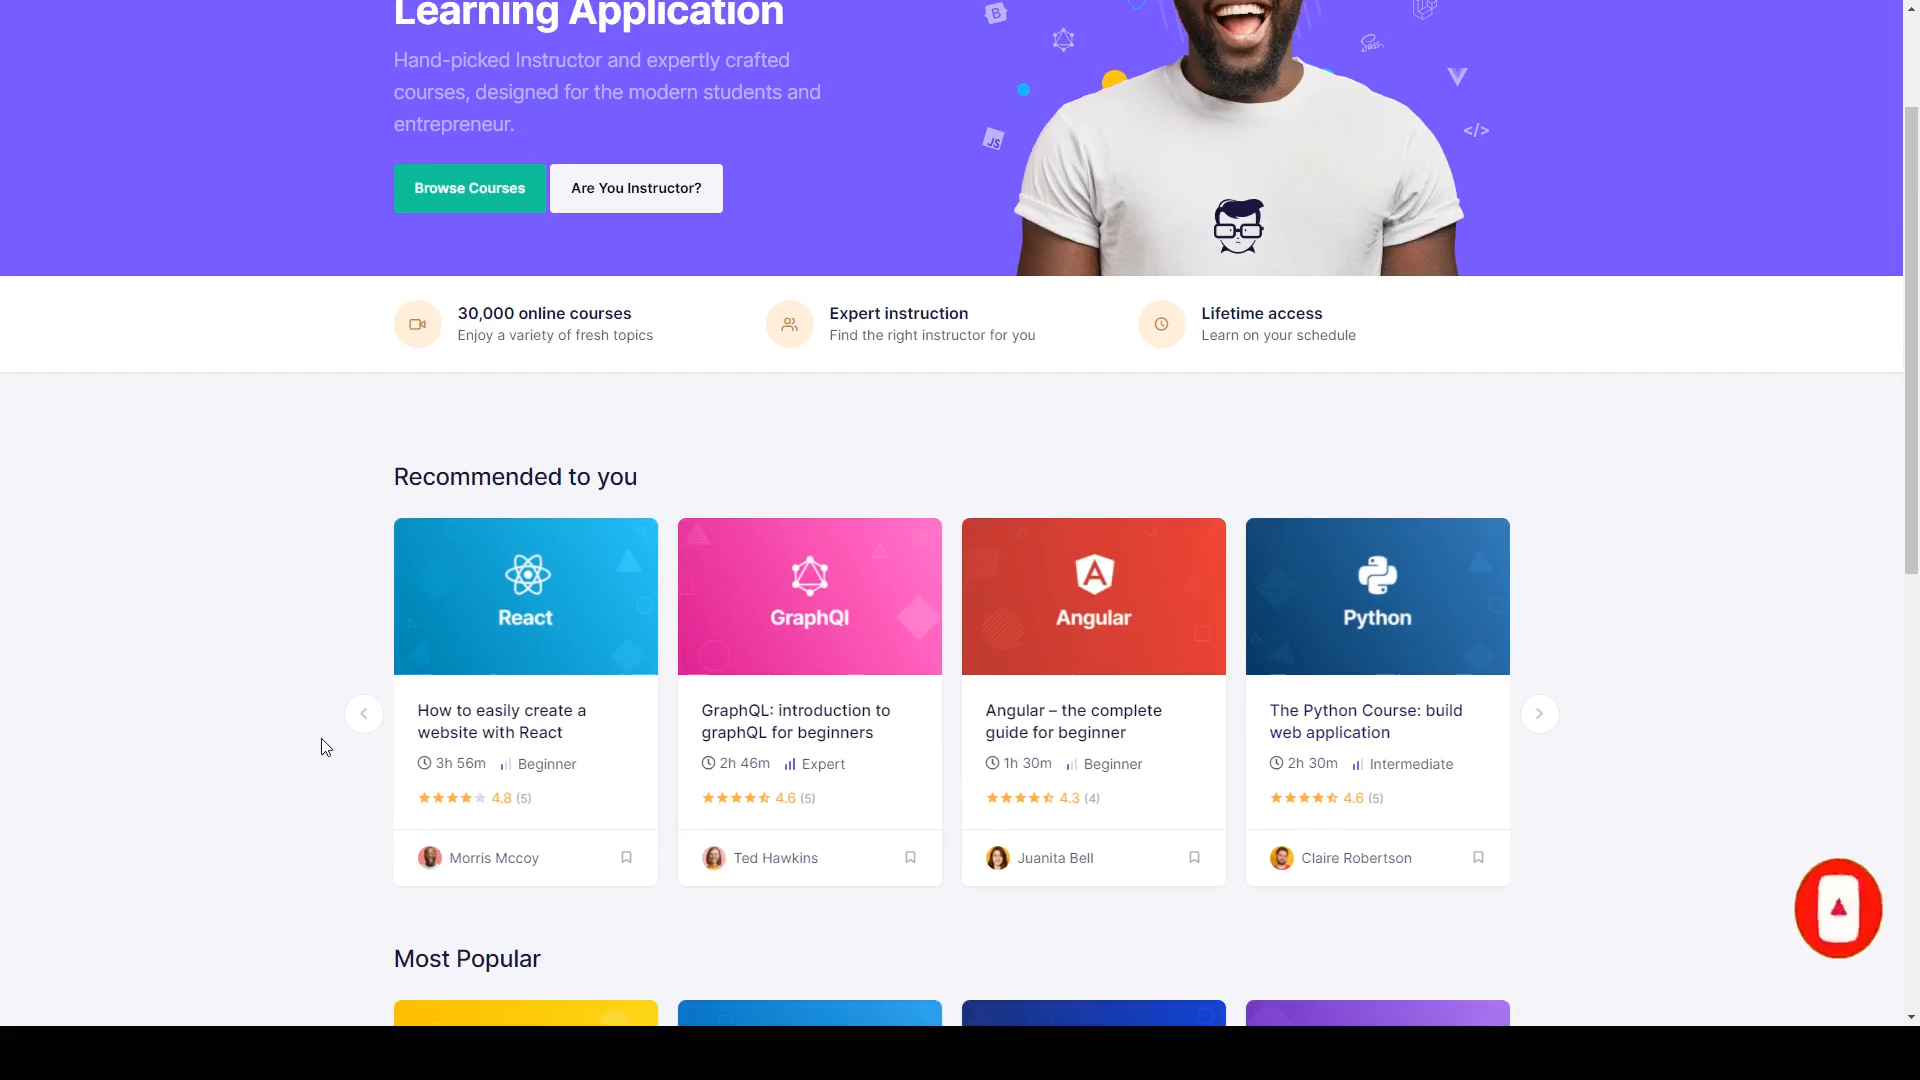 Learning Application
Hand-picked Instructor and expertly crafted
courses, designed for the modern students and
entrepreneur.
Browse Courses
Are You Instructor?
B
Sass
JS
</>
30,000 online courses
Enjoy a variety of fresh topics
Expert instruction
Find the right instructor for you
Lifetime access
Learn on your schedule
Recommended to you
React
How to easily create a
website with React
3h 56m Beginner
4.8 (5)
Morris Mccoy
GraphQl
GraphQL: introduction to
graphQL for beginners
2h 46m Expert
4.6 (5)
Ted Hawkins
A
Angular
Angular – the complete
guide for beginner
1h 30m Beginner
4.3 (4)
Juanita Bell
Python
The Python Course: build
web application
2h 30m Intermediate
4.6 (5)
Claire Robertson
Most Popular